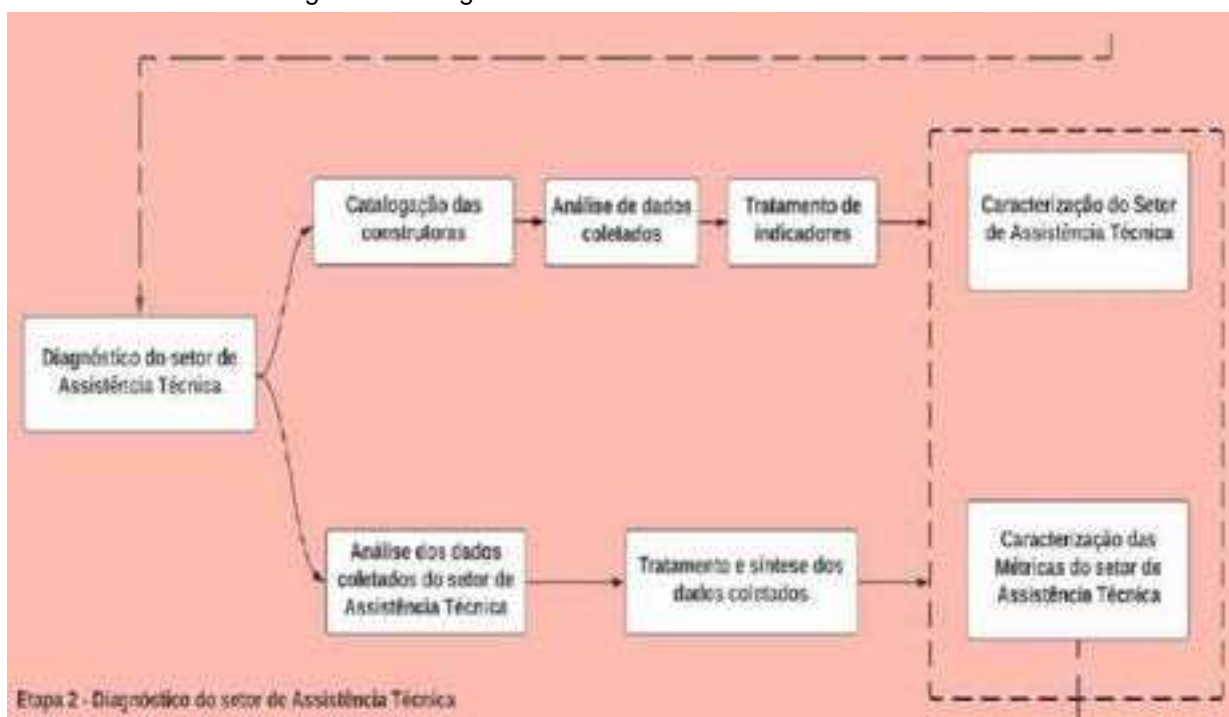 Catalogação das
construtoras
Análise de dados
coletados
Tratamento de
indicadores
Caracterização do Setor
de Assistência Técnica
Diagnóstico do setor de
Assistência Técnica
Análise dos dados
coletados do setor de
Assistência Técnica
Tratamento e síntese dos
dados coletados
Caracterização das
Métricas do setor de
Assistência Técnica
Etapa 2 - Diagnóstico do setor de Assistência Técnica